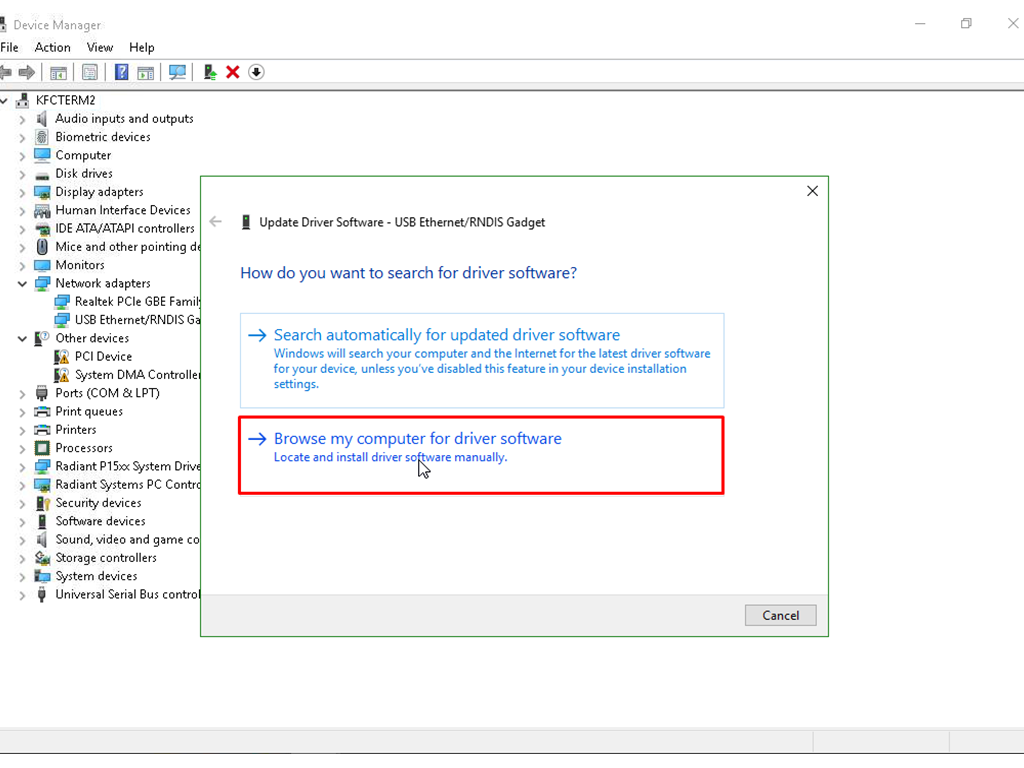 Device Manager
File Action View Help
KFCTERM2
Audio inputs and outputs
Biometric devices
Computer
Disk drives
Display adapters
Human Interface Devices
IDE ATA/ATAPI controllers
Mice and other pointing de
Monitors
Network adapters
Realtek PCIe GBE Family
USB Ethernet/RNDIS Ga
Other devices
PCI Device
System DMA Controller
Ports (COM & LPT)
Print queues
Printers
Processors
Radiant P15xx System Drive
Radiant Systems PC Contro
Security devices
Software devices
Sound, video and game co
Storage controllers
System devices
Universal Serial Bus control
Update Driver Software - USB Ethernet/RNDIS Gadget
How do you want to search for driver software?
Search automatically for updated driver software
Windows will search your computer and the Internet for the latest driver software
for your device, unless you've disabled this feature in your device installation
settings.
Browse my computer for driver software
Locate and install driver software manually.
Cancel